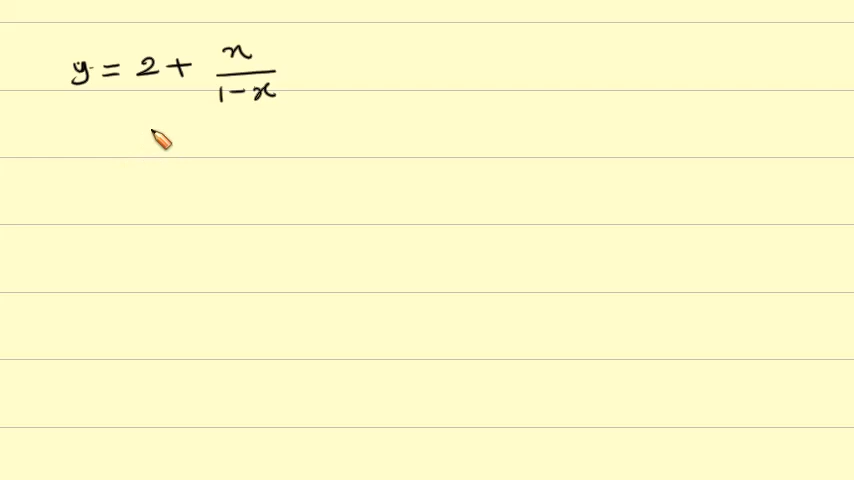 y = 2 + x/(1-x)